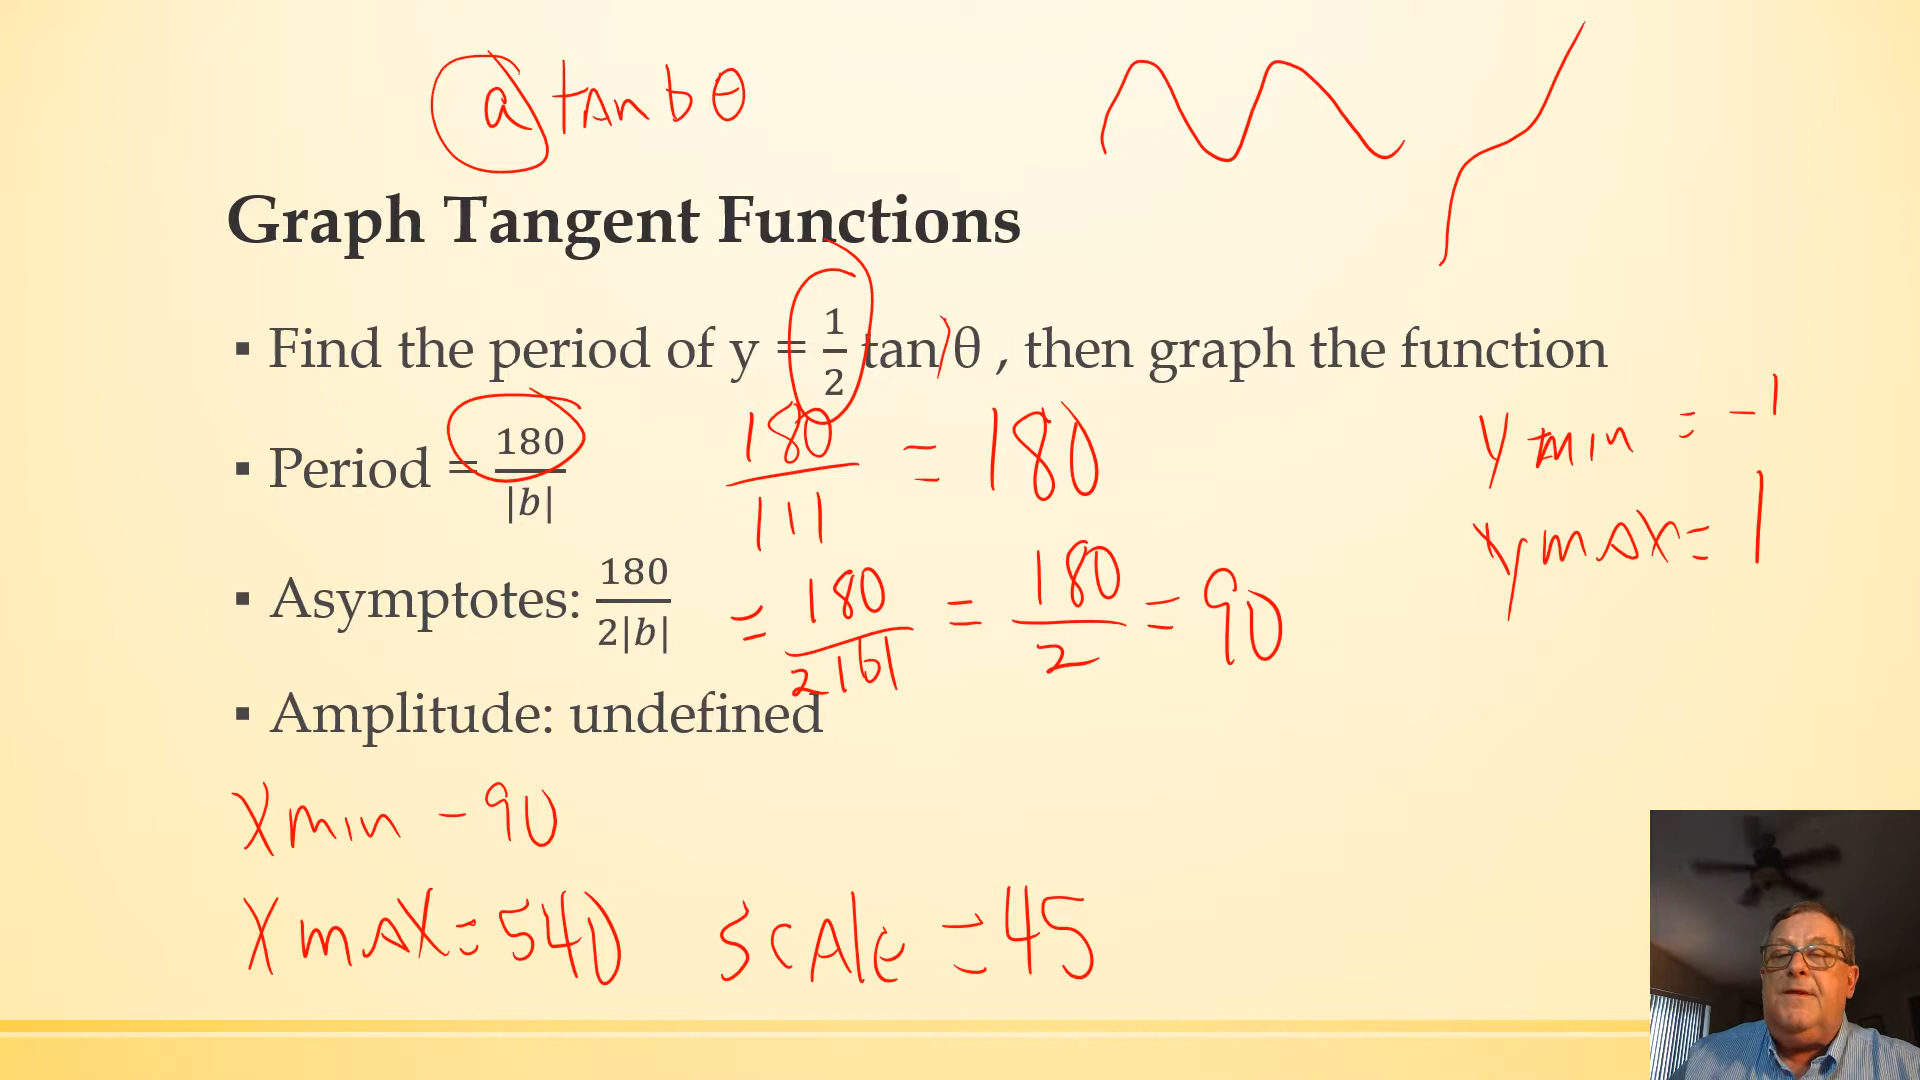 a tan b θ
Graph Tangent Functions
▪ Find the period of y = 1/2 tan θ , then graph the function
▪ Period = 180/|b| 180/|1| = 180
y min = -1
y max = 1
▪ Asymptotes: 180/2|b| = 180/2|b| = 180/2 = 90
▪ Amplitude: undefined
X min - 90
X max = 540 scale = 45